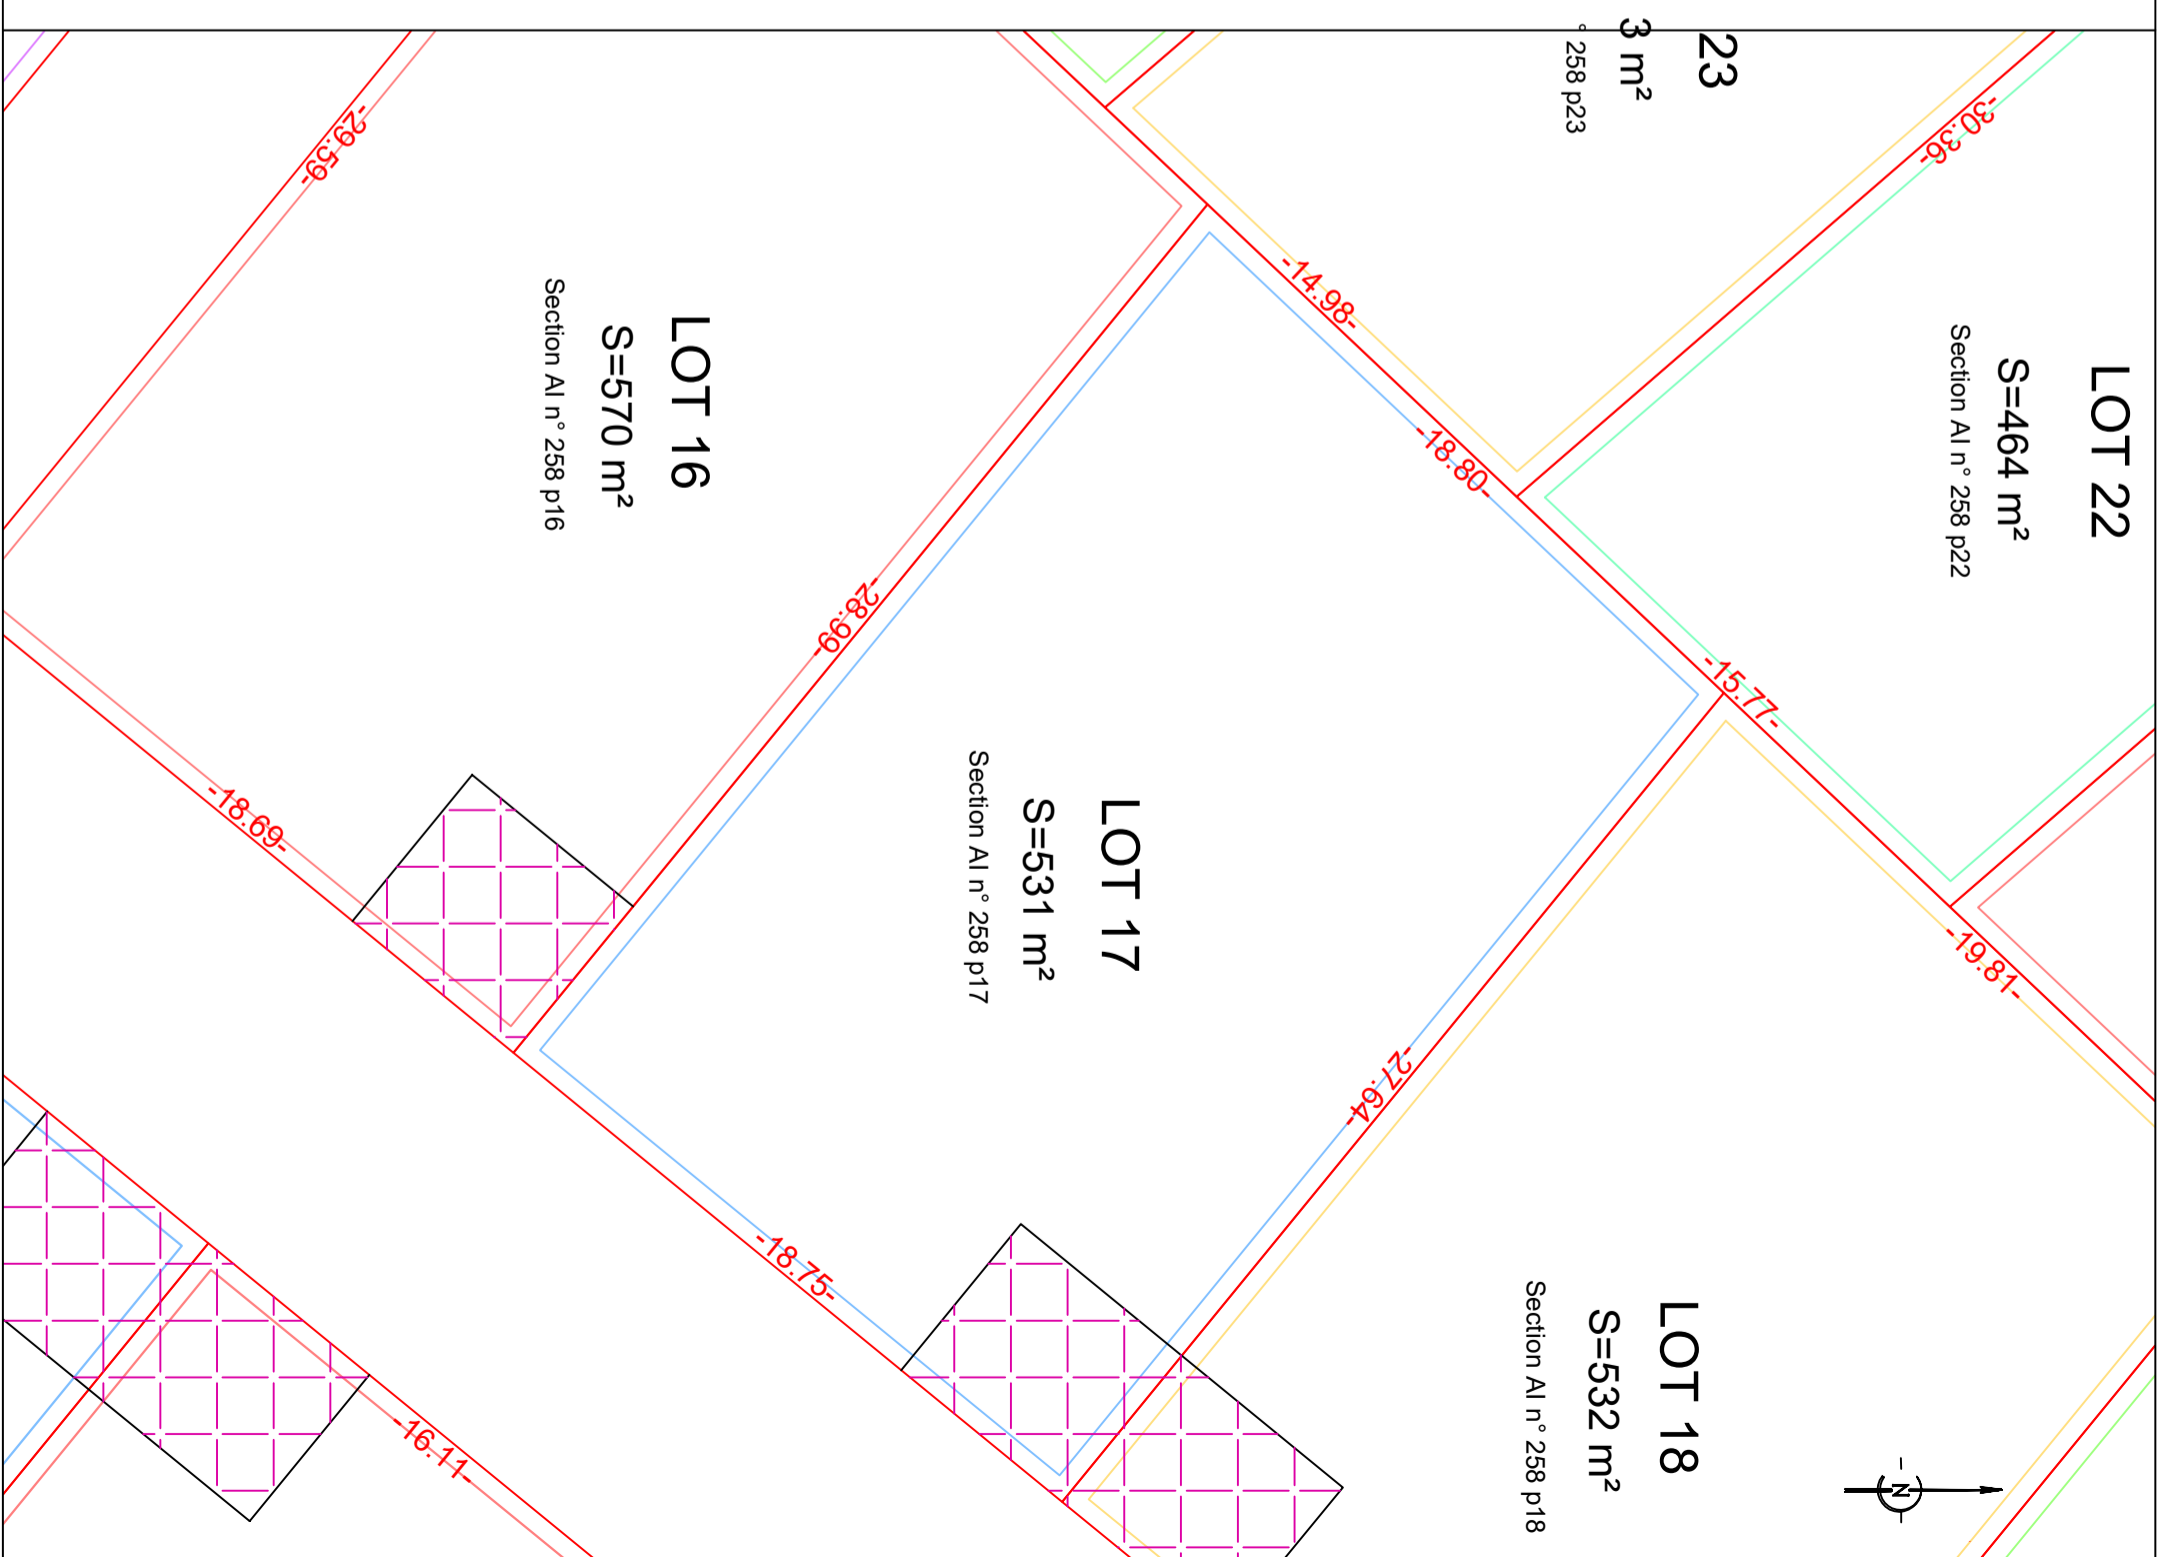 23
3 m²
° 258 p23
-30.36-
LOT 22
S=464 m²
Section AI n° 258 p22
-29.59-
-14.98-
-18.80-
LOT 16
S=570 m²
Section AI n° 258 p16
-28.99-
-15.77-
-18.69-
LOT 17
S=531 m²
Section AI n° 258 p17
-19.81-
-27.64-
-18.75-
LOT 18
S=532 m²
Section AI n° 258 p18
-16.11-
N